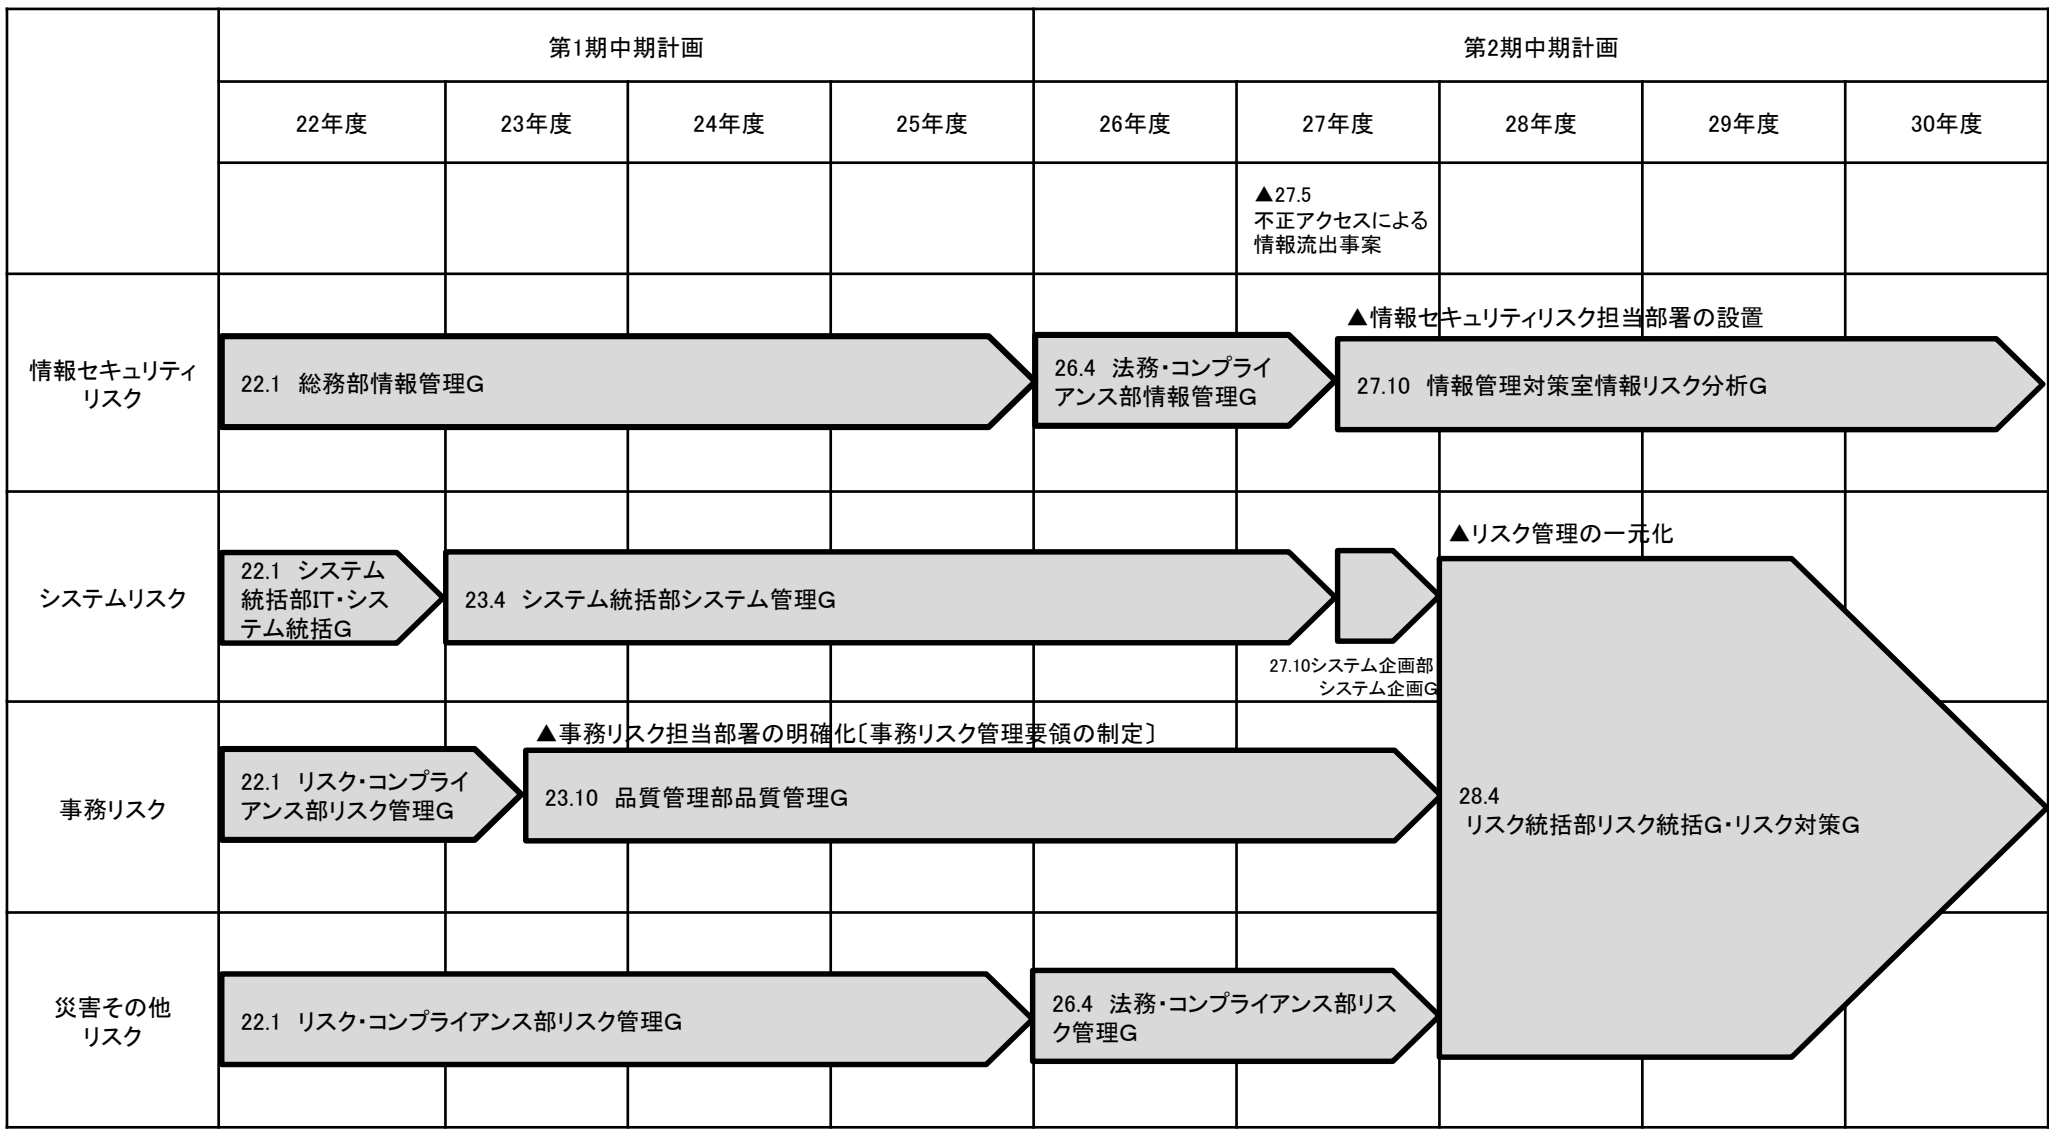 第1期中期計画
第2期中期計画
22年度
23年度
24年度
25年度
26年度
27年度
28年度
29年度
30年度
▲27.5
不正アクセスによる
情報流出事案
情報セキュリティ
リスク
▲情報セキュリティリスク担当部署の設置
22.1 総務部情報管理G
26.4 法務・コンプライ
アンス部情報管理G
27.10 情報管理対策室情報リスク分析G
システムリスク
▲リスク管理の一元化
22.1 システム
統括部IT・シス
テム統括G
23.4 システム統括部システム管理G
27.10システム企画部
システム企画G
事務リスク
▲事務リスク担当部署の明確化〔事務リスク管理要領の制定〕
22.1 リスク・コンプライ
アンス部リスク管理G
23.10 品質管理部品質管理G
28.4
リスク統括部リスク統括G・リスク対策G
災害その他
リスク
22.1 リスク・コンプライアンス部リスク管理G
26.4 法務・コンプライアンス部リス
ク管理G